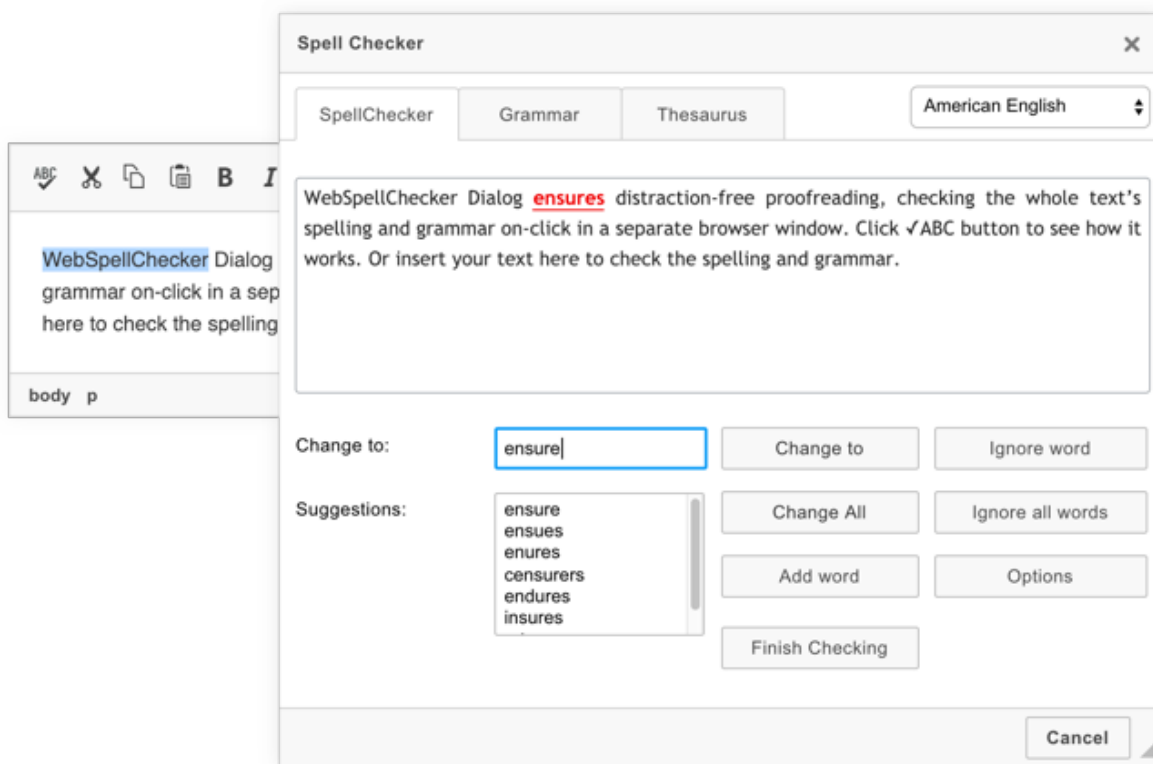 Spell Checker
SpellChecker
Grammar
Thesaurus
American English
ABC
B
I
WebSpellChecker Dialog
grammar on-click in a sep
here to check the spelling
body p
WebSpellChecker Dialog ensures distraction-free proofreading, checking the whole text's
spelling and grammar on-click in a separate browser window. Click ✓ABC button to see how it
works. Or insert your text here to check the spelling and grammar.
Change to:
ensure
Change to
Ignore word
Suggestions:
ensure
ensues
enures
censurers
endures
insures
Change All
Ignore all words
Add word
Options
Finish Checking
Cancel